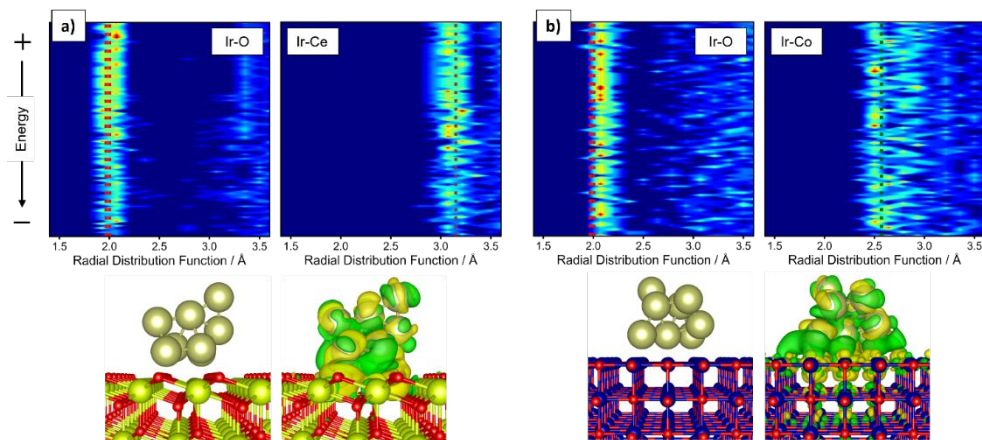 a)
Ir-O
Ir-Ce
b)
Ir-O
Ir-Co
+
Energy
−
1.5 2.0 2.5 3.0 3.5
1.5 2.0 2.5 3.0 3.5
1.5 2.0 2.5 3.0 3.5
1.5 2.0 2.5 3.0 3.5
Radial Distribution Function / Å
Radial Distribution Function / Å
Radial Distribution Function / Å
Radial Distribution Function / Å